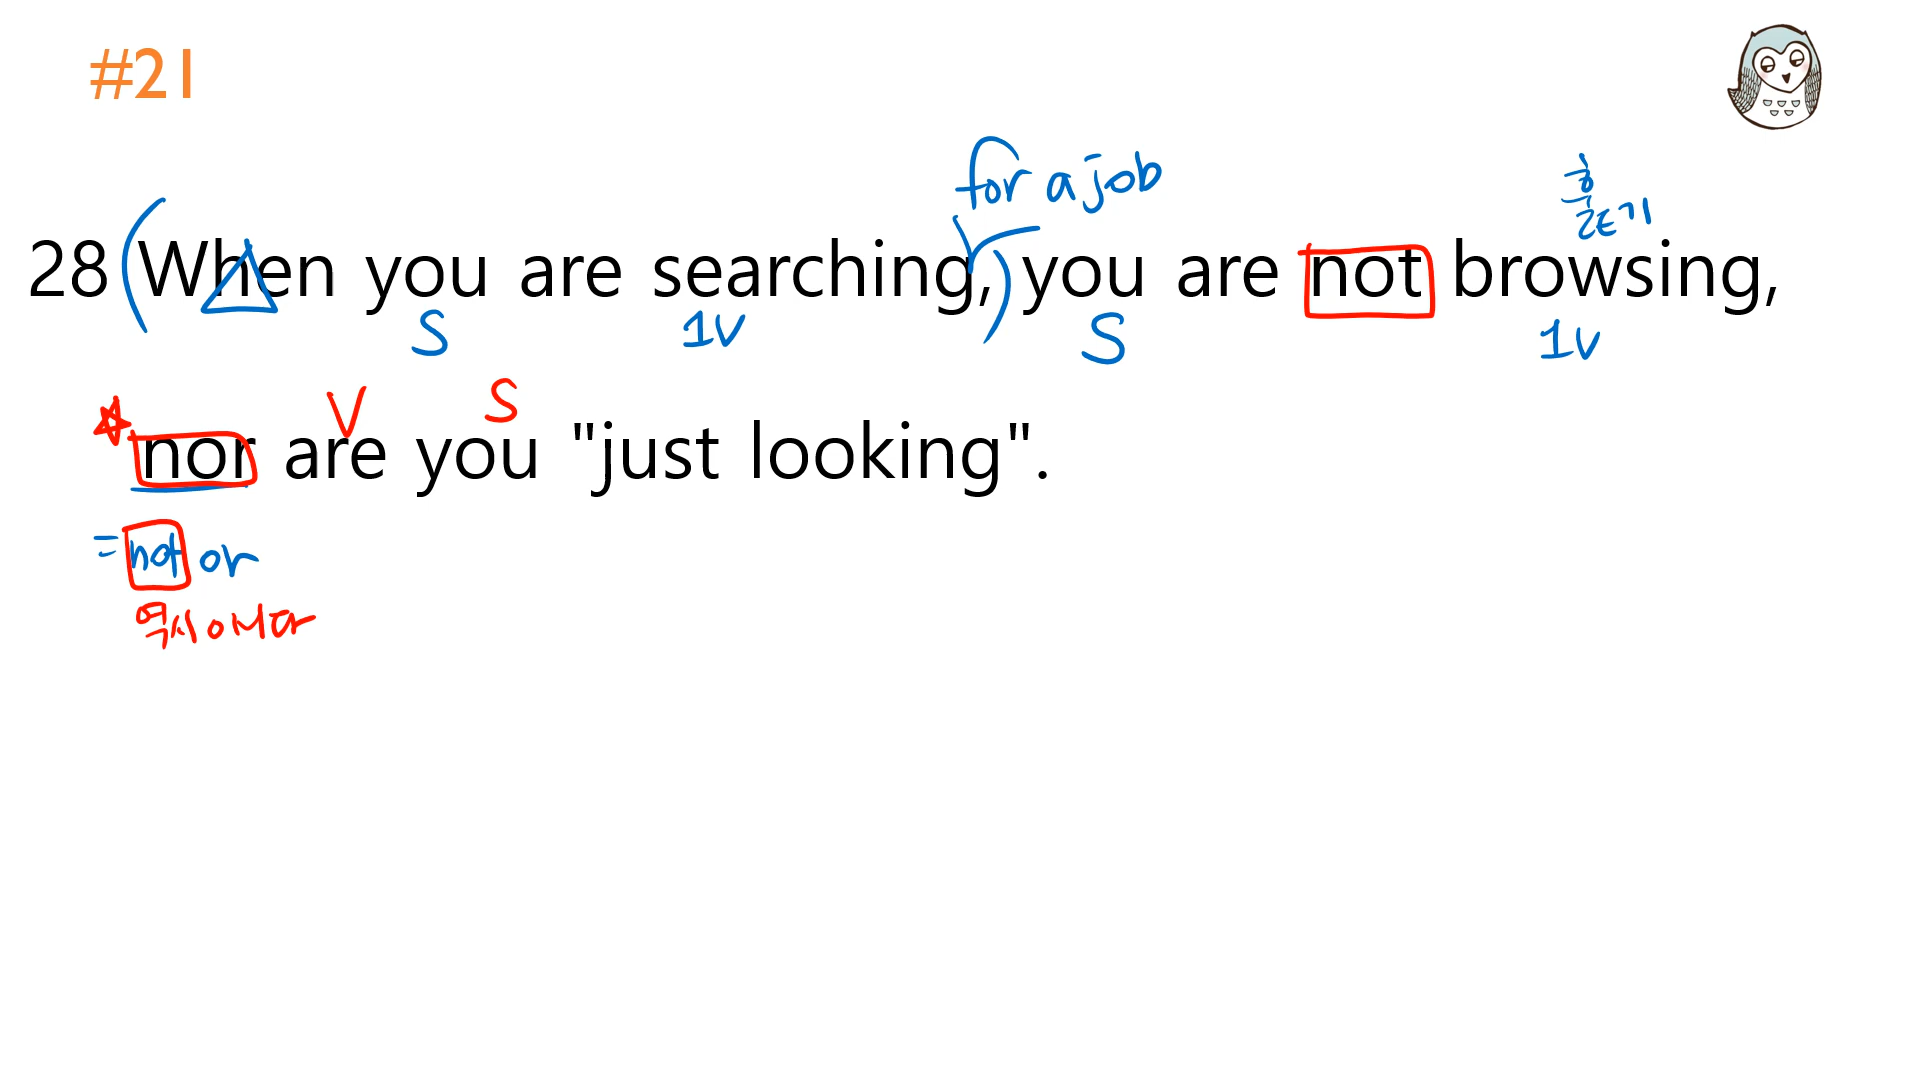 #21
for a job
훑
보기
28 When you are searching, you are not browsing,
S 1V S 1V
V S
nor are you "just looking".
= not or
역시 아니다